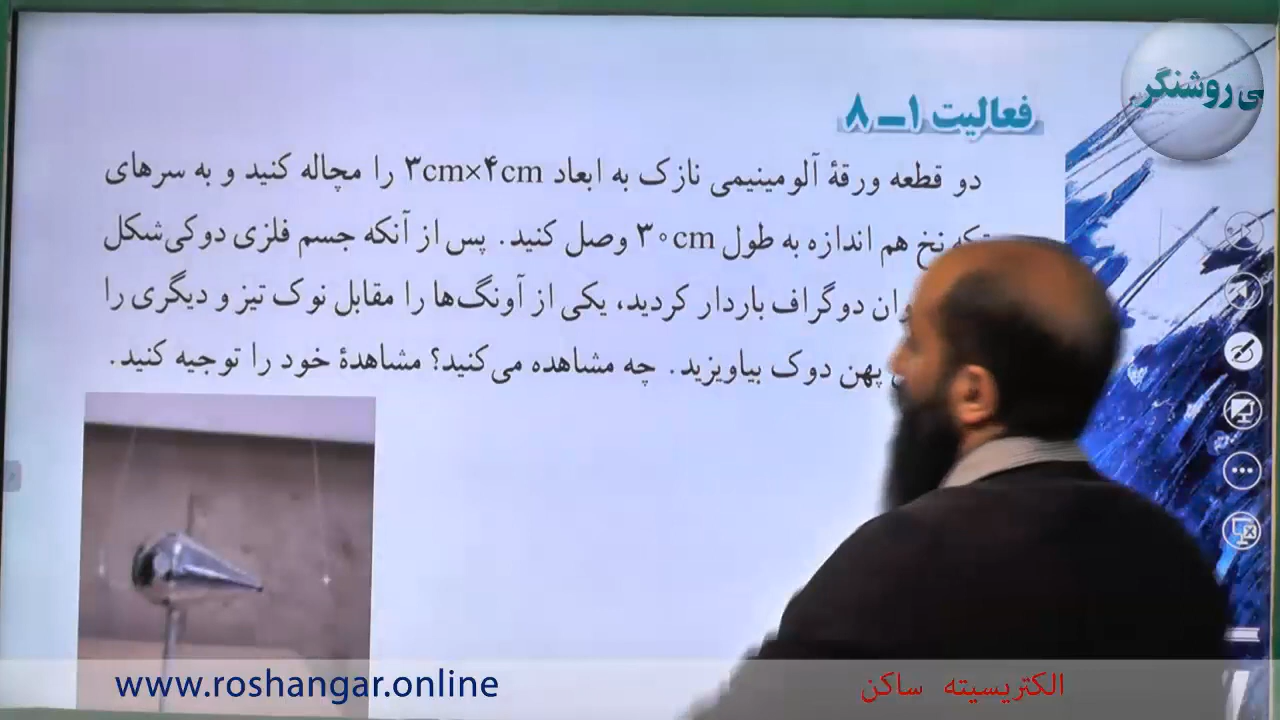 ی روشنگر
فعالیت ۱ــ۸
دو قطعه ورقهٔ آلومینیمی نازک به ابعاد ۳cm×۴cm را مچاله کنید و به سرهای
نخ هم اندازه به طول ۳۰cm وصل کنید. پس از آنکه جسم فلزی دوکی‌شکل
دوگراف باردار کردید، یکی از آونگ‌ها را مقابل نوک تیز و دیگری را
پهن دوک بیاویزید. چه مشاهده می‌کنید؟ مشاهدهٔ خود را توجیه کنید.
www.roshangar.online
الکتریسیته ساکن